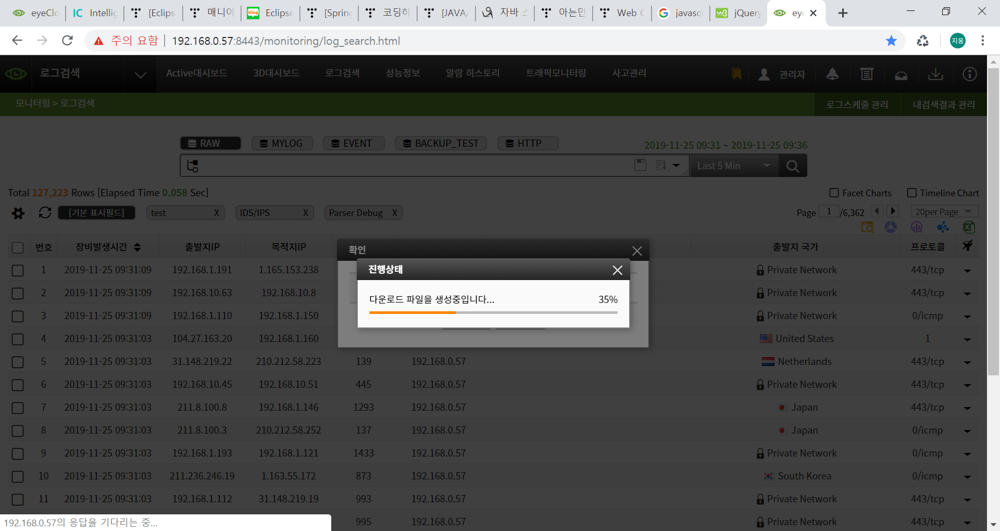 eyeClo
IC Intellig
[Eclips
매니아
blog Eclipse
[Spring
코딩하
[JAVA/
자바 스
아는만
Web C
G javascr
w3 jQuery
eye
주의 요함 192.168.0.57:8443/monitoring/log_search.html
지웅
로그검색
Active대시보드 3D대시보드 로그검색 성능정보 알람 히스토리 트래픽모니터링 사고관리
관리자
모니터링 > 로그검색
로그스케줄 관리 내검색결과 관리
RAW MYLOG EVENT BACKUP_TEST HTTP
2019-11-25 09:31 ~ 2019-11-25 09:36
Last 5 Min
Total 127,223 Rows [Elapsed Time 0.058 Sec]
Facet Charts Timeline Chart
[기본 표시필드] test X IDS/IPS X Parser Debug X
Page 1 /6,362 20per Page
번호 장비발생시간 출발지IP 목적지IP 출발지 국가 프로토콜
확인
진행상태
다운로드 파일을 생성중입니다... 35%
1 2019-11-25 09:31:09 192.168.1.191 1.165.153.238 Private Network 443/tcp
2 2019-11-25 09:31:09 192.168.10.63 192.168.10.8 Private Network 443/tcp
3 2019-11-25 09:31:09 192.168.1.110 192.168.1.150 Private Network 0/icmp
4 2019-11-25 09:31:03 104.27.163.20 192.168.1.160 United States 1
5 2019-11-25 09:31:03 31.148.219.22 210.212.58.223 139 192.168.0.57 Netherlands 443/tcp
6 2019-11-25 09:31:03 192.168.10.45 192.168.10.51 445 192.168.0.57 Private Network 443/tcp
7 2019-11-25 09:31:03 211.8.100.8 192.168.1.146 1293 192.168.0.57 Japan 443/tcp
8 2019-11-25 09:31:03 211.8.100.3 210.212.58.252 137 192.168.0.57 Japan 0/icmp
9 2019-11-25 09:31:03 192.168.1.193 192.168.1.121 1433 192.168.0.57 Private Network 0/icmp
10 2019-11-25 09:31:03 211.236.246.19 1.163.55.172 873 192.168.0.57 South Korea 0/icmp
11 2019-11-25 09:31:03 192.168.1.112 31.148.219.19 993 192.168.0.57 Private Network 443/tcp
995 192.168.0.57 Private Network 443/tcp
192.168.0.57의 응답을 기다리는 중...